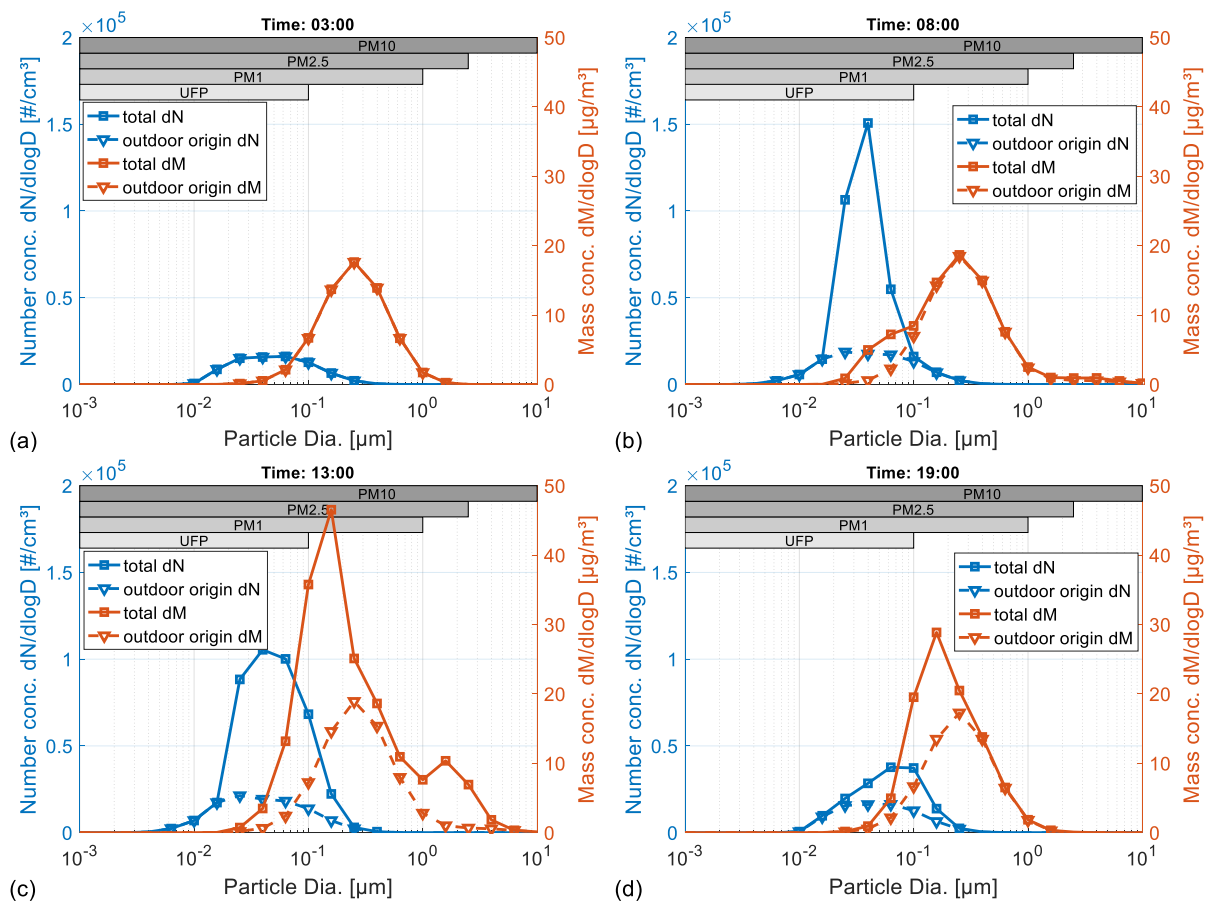 ×10⁵
Time: 03:00
Number conc. dN/dlogD [#/cm³]
2
1.5
1
0.5
0
PM10
PM2.5
PM1
UFP
total dN
outdoor origin dN
total dM
outdoor origin dM
50
40
30
20
10
0
Mass conc. dM/dlogD [µg/m³]
10⁻³
10⁻²
10⁻¹
10⁰
10¹
(a)
Particle Dia. [µm]
×10⁵
Time: 08:00
Number conc. dN/dlogD [#/cm³]
2
1.5
1
0.5
0
PM10
PM2.5
PM1
UFP
total dN
outdoor origin dN
total dM
outdoor origin dM
50
40
30
20
10
0
Mass conc. dM/dlogD [µg/m³]
10⁻³
10⁻²
10⁻¹
10⁰
10¹
(b)
Particle Dia. [µm]
×10⁵
Time: 13:00
Number conc. dN/dlogD [#/cm³]
2
1.5
1
0.5
0
PM10
PM2.5
PM1
UFP
total dN
outdoor origin dN
total dM
outdoor origin dM
50
40
30
20
10
0
Mass conc. dM/dlogD [µg/m³]
10⁻³
10⁻²
10⁻¹
10⁰
10¹
(c)
Particle Dia. [µm]
×10⁵
Time: 19:00
Number conc. dN/dlogD [#/cm³]
2
1.5
1
0.5
0
PM10
PM2.5
PM1
UFP
total dN
outdoor origin dN
total dM
outdoor origin dM
50
40
30
20
10
0
Mass conc. dM/dlogD [µg/m³]
10⁻³
10⁻²
10⁻¹
10⁰
10¹
(d)
Particle Dia. [µm]